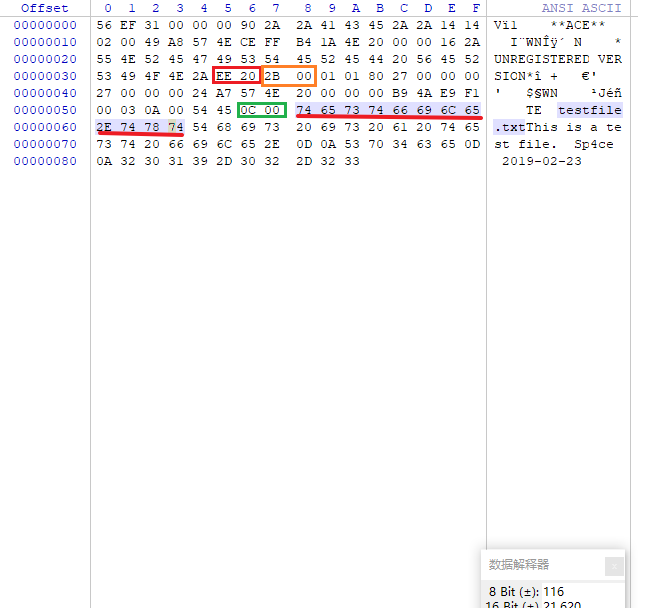 Offset 0 1 2 3 4 5 6 7 8 9 A B C D E F ANSI ASCII
00000000 56 EF 31 00 00 00 90 2A 2A 41 43 45 2A 2A 14 14 Vï1 **ACE**
00000010 02 00 49 A8 57 4E CE FF B4 1A 4E 20 00 00 16 2A I¨WNÎÿ´ N *
00000020 55 4E 52 45 47 49 53 54 45 52 45 44 20 56 45 52 UNREGISTERED VER
00000030 53 49 4F 4E 2A EE 20 2B 00 01 01 80 27 00 00 00 SION*î + €'
00000040 27 00 00 00 24 A7 57 4E 20 00 00 00 B9 4A E9 F1 ' $§WN ¹Jéñ
00000050 00 03 0A 00 54 45 0C 00 74 65 73 74 66 69 6C 65 TE testfile
00000060 2E 74 78 74 54 68 69 73 20 69 73 20 61 20 74 65 .txtThis is a te
00000070 73 74 20 66 69 6C 65 2E 0D 0A 53 70 34 63 65 0D st file. Sp4ce
00000080 0A 32 30 31 39 2D 30 32 2D 32 33 2019-02-23
数据解释器
8 Bit (±): 116
16 Bit (±): 21,620